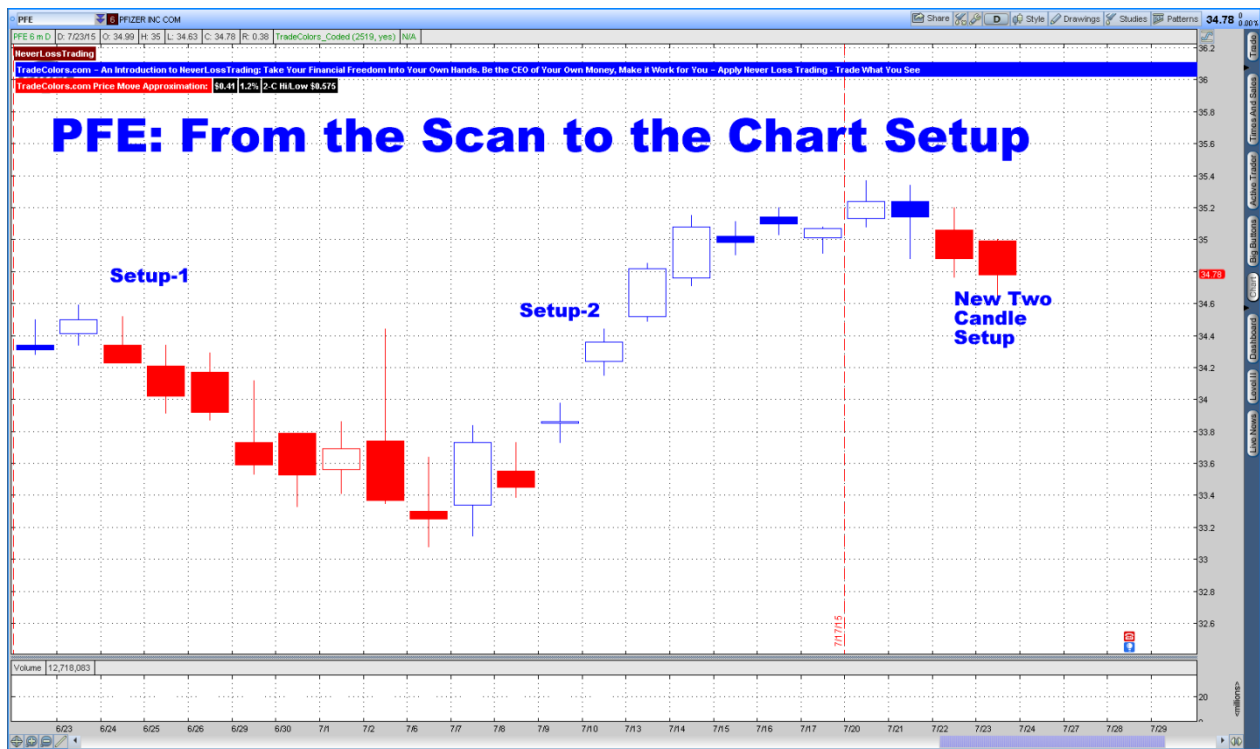 PFE 6 PFIZER INC COM Share D Style Drawings Studies Patterns 34.78 0 0.00%
PFE 6 m D D: 7/23/15 O: 34.99 H: 35 L: 34.63 C: 34.78 R: 0.38 TradeColors_Coded (2519, yes) N/A
NeverLossTrading
TradeColors.com – An Introduction to NeverLossTrading: Take Your Financial Freedom Into Your Own Hands. Be the CEO of Your Own Money, Make it Work for You – Apply Never Loss Trading - Trade What You See
TradeColors.com Price Move Approximation: $0.41 1.2% 2-C Hi/Low $0.575
PFE: From the Scan to the Chart Setup
Setup-1
Setup-2
New Two
Candle
Setup
7/17/15
36.2
36
35.8
35.6
35.4
35.2
35
34.78
34.6
34.4
34.2
34
33.8
33.6
33.4
33.2
33
32.8
32.6
Volume 12,718,083
20
0
<millions>
6/23 6/24 6/25 6/26 6/29 6/30 7/1 7/2 7/6 7/7 7/8 7/9 7/10 7/13 7/14 7/15 7/16 7/17 7/20 7/21 7/22 7/23 7/24 7/27 7/28 7/29
Trade
Times And Sales
Active Trader
Big Buttons
Chart
Dashboard
Level II
Live News